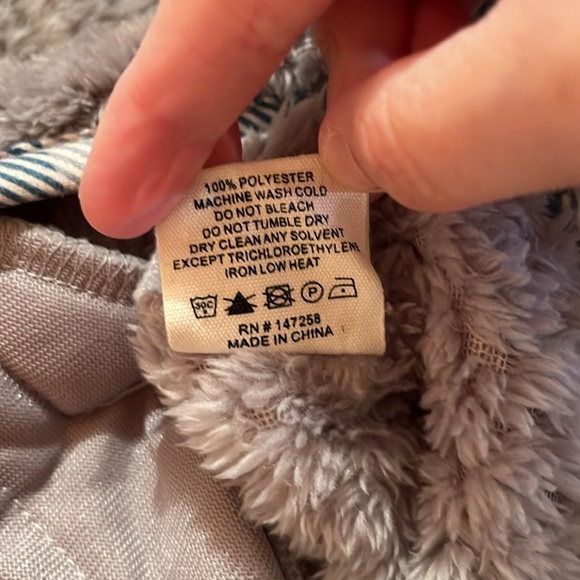 100% POLYESTER
MACHINE WASH COLD
DO NOT BLEACH
DO NOT TUMBLE DRY
DRY CLEAN ANY SOLVENT
EXCEPT TRICHLOROETHYLENE
IRON LOW HEAT
30C P
RN # 147258
MADE IN CHINA